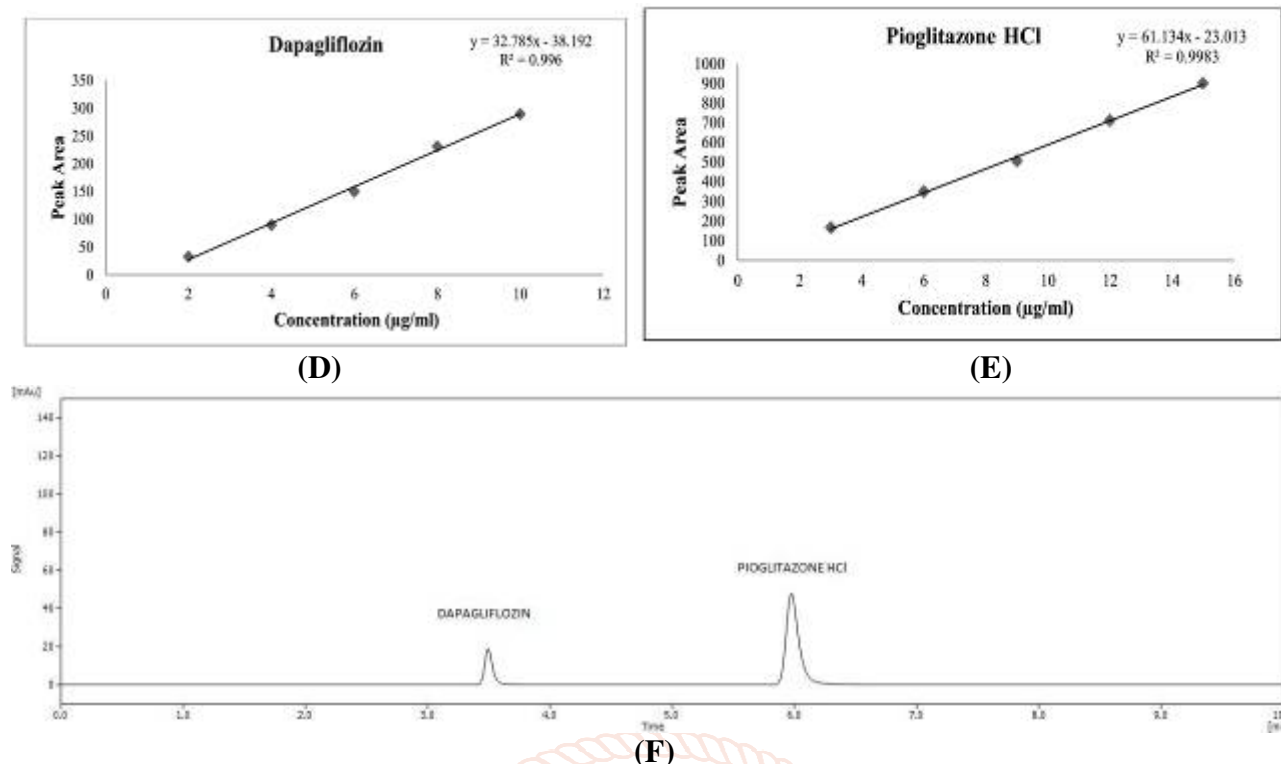 Dapagliflozin
y = 32.785x - 38.192
R² = 0.996
350
300
250
200
150
100
50
0
Peak Area
0 2 4 6 8 10 12
Concentration (µg/ml)
(D)
Pioglitazone HCl
y = 61.134x - 23.013
R² = 0.9983
1000
900
800
700
600
500
400
300
200
100
0
Peak Area
0 2 4 6 8 10 12 14 16
Concentration (µg/ml)
(E)
[mAu]
140
120
100
80
60
40
20
0
Signal
DAPAGLIFLOZIN
PIOGLITAZONE HCl
0.0 1.0 2.0 3.0 4.0 5.0 6.0 7.0 8.0 9.0
Time
(F)